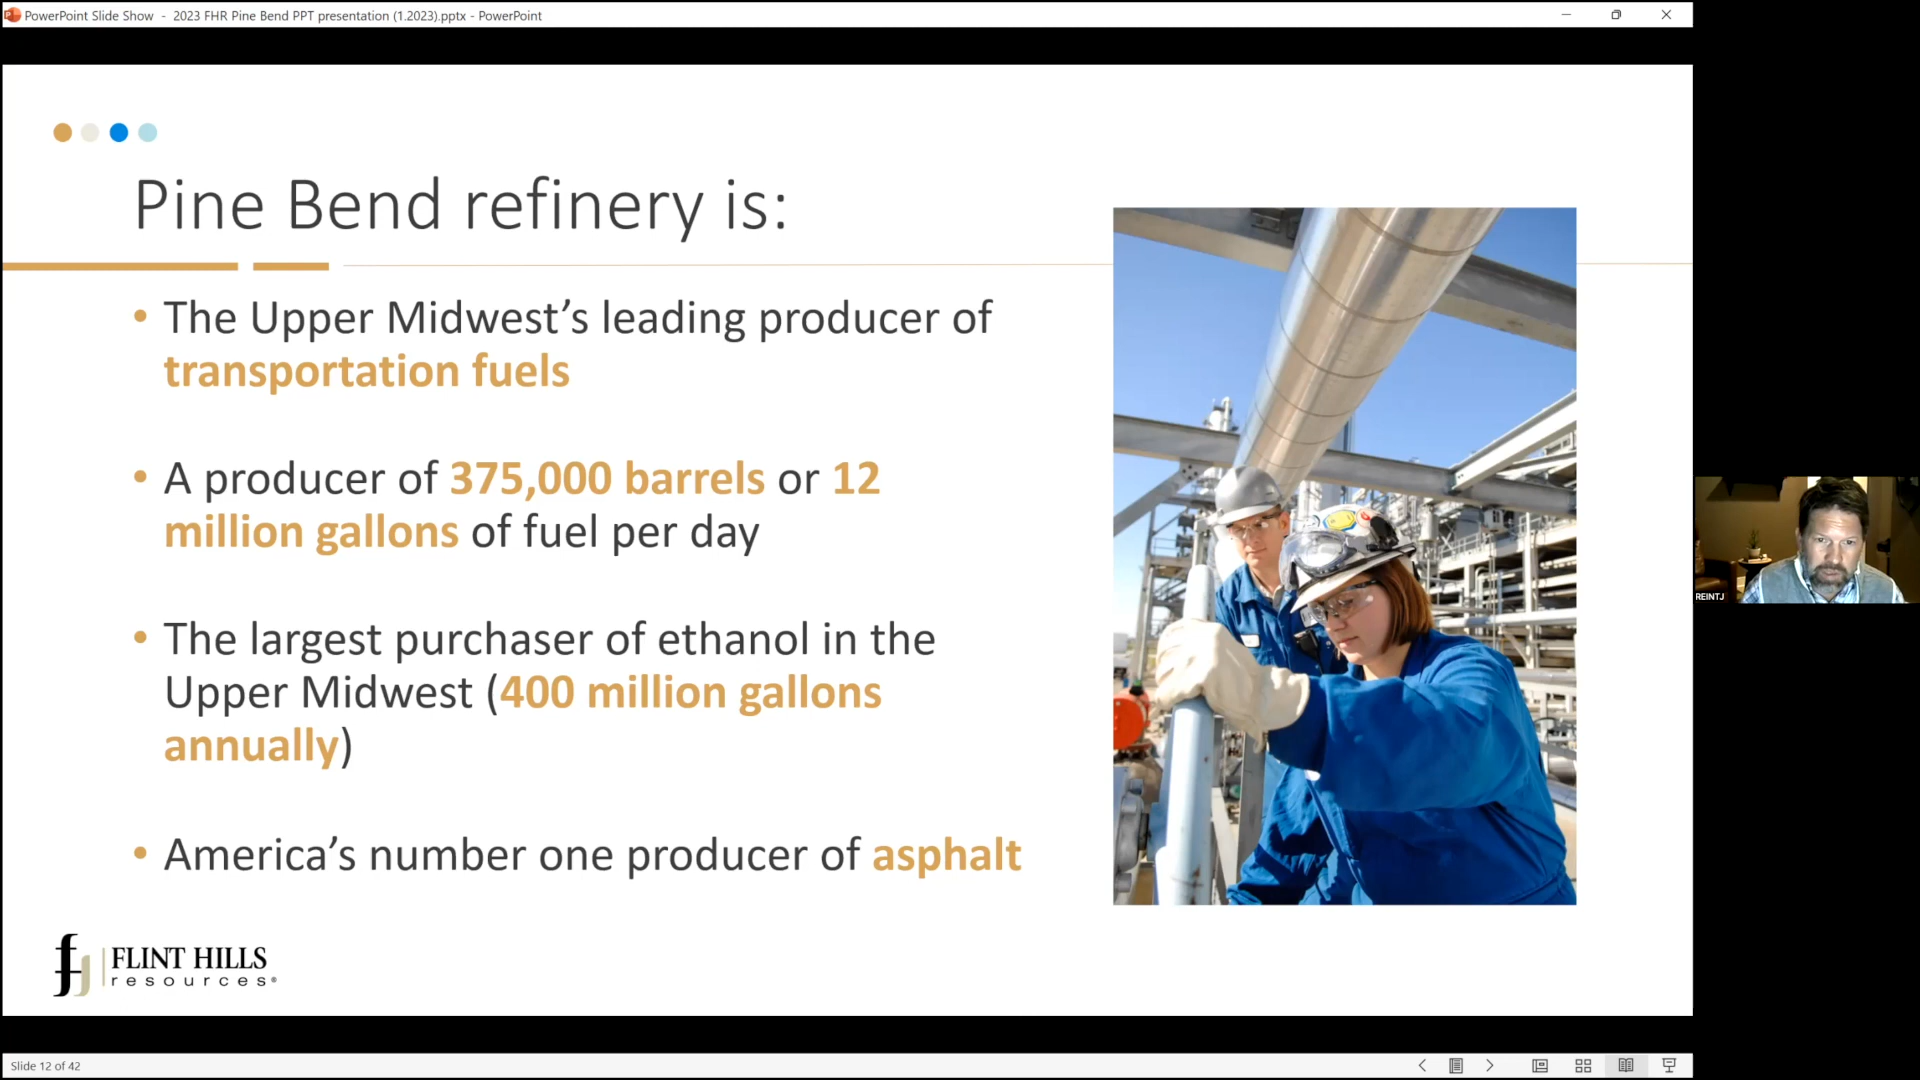 PowerPoint Slide Show - 2023 FHR Pine Bend PPT presentation (1.2023).pptx - PowerPoint
Pine Bend refinery is:
• The Upper Midwest’s leading producer of
transportation fuels
• A producer of 375,000 barrels or 12
million gallons of fuel per day
• The largest purchaser of ethanol in the
Upper Midwest (400 million gallons
annually)
• America’s number one producer of asphalt
FLINT HILLS
resources®
REINTJ
Slide 12 of 42